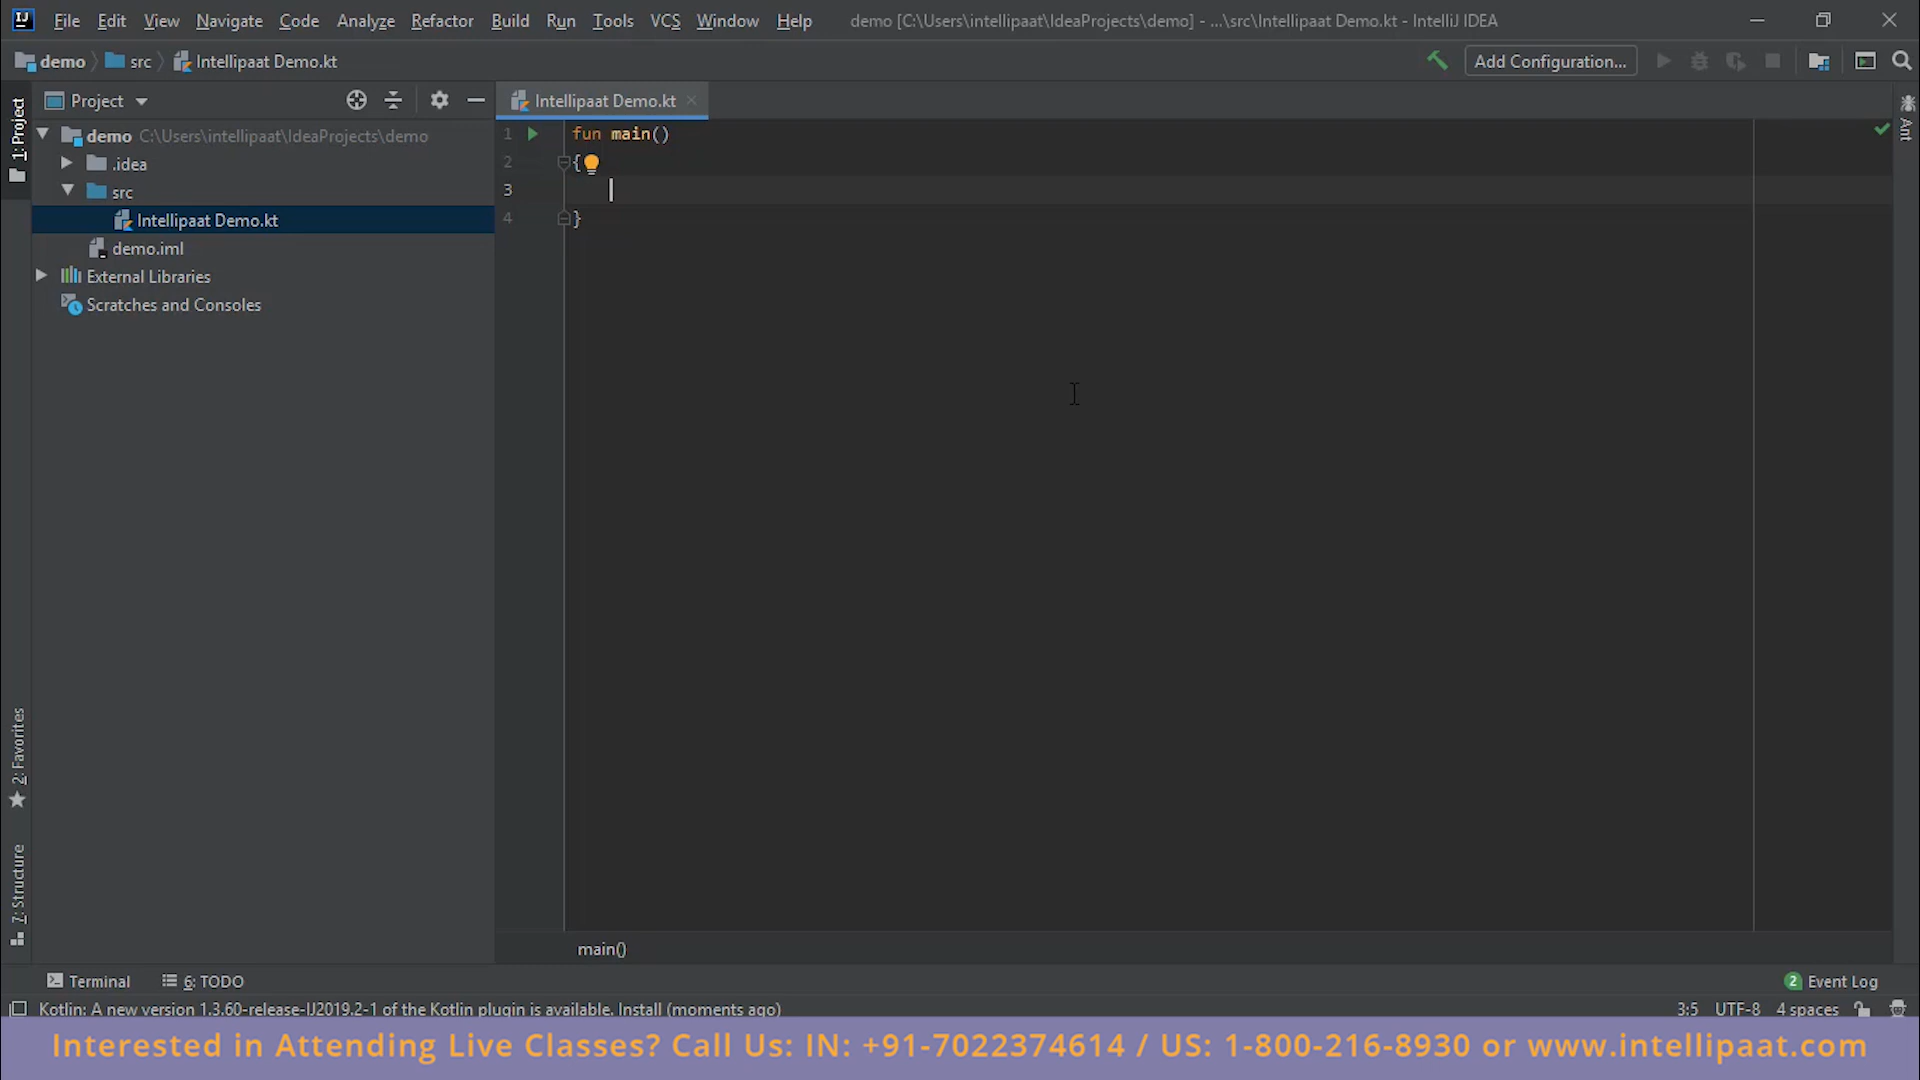 IJ File Edit View Navigate Code Analyze Refactor Build Run Tools VCS Window Help demo [C:\Users\intellipaat\IdeaProjects\demo] - ...\src\Intellipaat Demo.kt - IntelliJ IDEA
demo src Intellipaat Demo.kt Add Configuration...
Project Intellipaat Demo.kt
1: Project
Ant
demo C:\Users\intellipaat\IdeaProjects\demo
.idea
src
Intellipaat Demo.kt
demo.iml
External Libraries
Scratches and Consoles
1 fun main()
2 {
3
4 }
2: Favorites
7: Structure
main()
Terminal 6: TODO 2 Event Log
Kotlin: A new version 1.3.60-release-IJ2019.2-1 of the Kotlin plugin is available. Install (moments ago) 3:5 UTF-8 4 spaces
Interested in Attending Live Classes? Call Us: IN: +91-7022374614 / US: 1-800-216-8930 or www.intellipaat.com